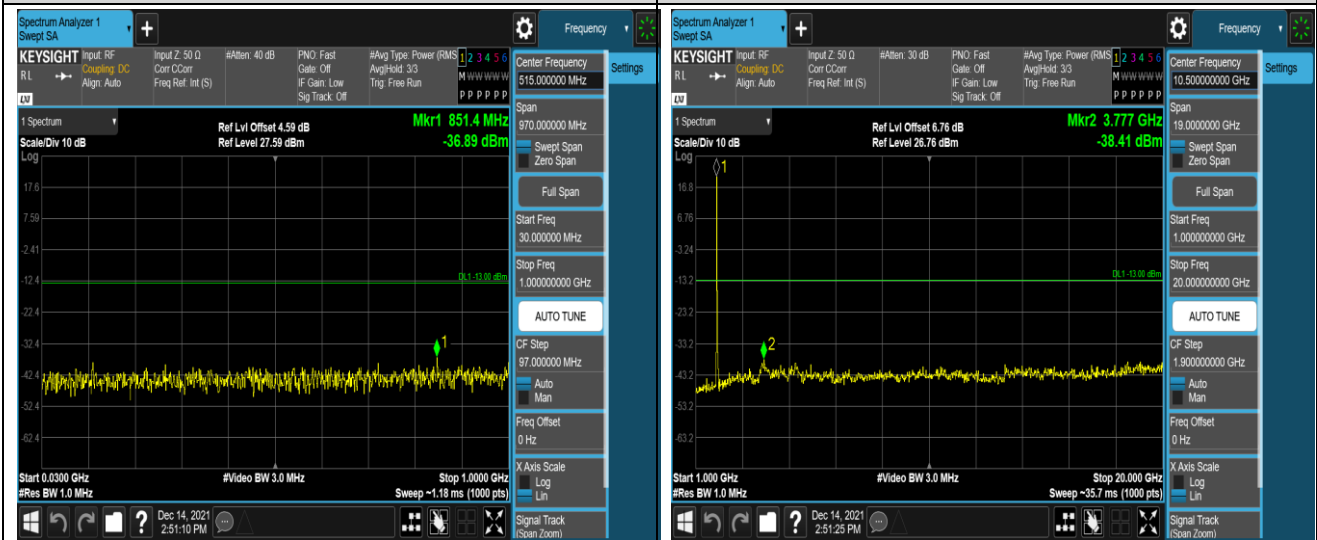 Spectrum Analyzer 1
Swept SA
+
Frequency
KEYSIGHT
RL
LXI
Input: RF
Coupling: DC
Align: Auto
Input Z: 50 Ω
Corr CCorr
Freq Ref: Int (S)
#Atten: 40 dB
PNO: Fast
Gate: Off
IF Gain: Low
Sig Track: Off
#Avg Type: Power (RMS
Avg|Hold: 3/3
Trig: Free Run
1 2 3 4 5 6
M W W W W W
P P P P P P
Center Frequency
515.000000 MHz
Settings
Span
970.000000 MHz
Swept Span
Zero Span
Full Span
Start Freq
30.000000 MHz
Stop Freq
1.000000000 GHz
AUTO TUNE
CF Step
97.000000 MHz
Auto
Man
Freq Offset
0 Hz
X Axis Scale
Log
Lin
Signal Track
(Span Zoom)
1 Spectrum
Scale/Div 10 dB
Log
Ref Lvl Offset 4.59 dB
Ref Level 27.59 dBm
Mkr1 851.4 MHz
-36.89 dBm
17.6
7.59
-2.41
-12.4
-22.4
-32.4
-42.4
-52.4
-62.4
DL1 -13.00 dBm
1
Start 0.0300 GHz
#Res BW 1.0 MHz
#Video BW 3.0 MHz
Stop 1.0000 GHz
Sweep ~1.18 ms (1000 pts)
?
Dec 14, 2021
2:51:10 PM
Spectrum Analyzer 1
Swept SA
+
Frequency
KEYSIGHT
RL
LXI
Input: RF
Coupling: DC
Align: Auto
Input Z: 50 Ω
Corr CCorr
Freq Ref: Int (S)
#Atten: 30 dB
PNO: Fast
Gate: Off
IF Gain: Low
Sig Track: Off
#Avg Type: Power (RMS
Avg|Hold: 3/3
Trig: Free Run
1 2 3 4 5 6
M W W W W W
P P P P P P
Center Frequency
10.500000000 GHz
Settings
Span
19.0000000 GHz
Swept Span
Zero Span
Full Span
Start Freq
1.000000000 GHz
Stop Freq
20.000000000 GHz
AUTO TUNE
CF Step
1.900000000 GHz
Auto
Man
Freq Offset
0 Hz
X Axis Scale
Log
Lin
Signal Track
(Span Zoom)
1 Spectrum
Scale/Div 10 dB
Log
Ref Lvl Offset 6.76 dB
Ref Level 26.76 dBm
Mkr2 3.777 GHz
-38.41 dBm
16.8
6.76
-3.24
-13.2
-23.2
-33.2
-43.2
-53.2
-63.2
DL1 -13.00 dBm
1
2
Start 1.000 GHz
#Res BW 1.0 MHz
#Video BW 3.0 MHz
Stop 20.000 GHz
Sweep ~35.7 ms (1000 pts)
?
Dec 14, 2021
2:51:25 PM